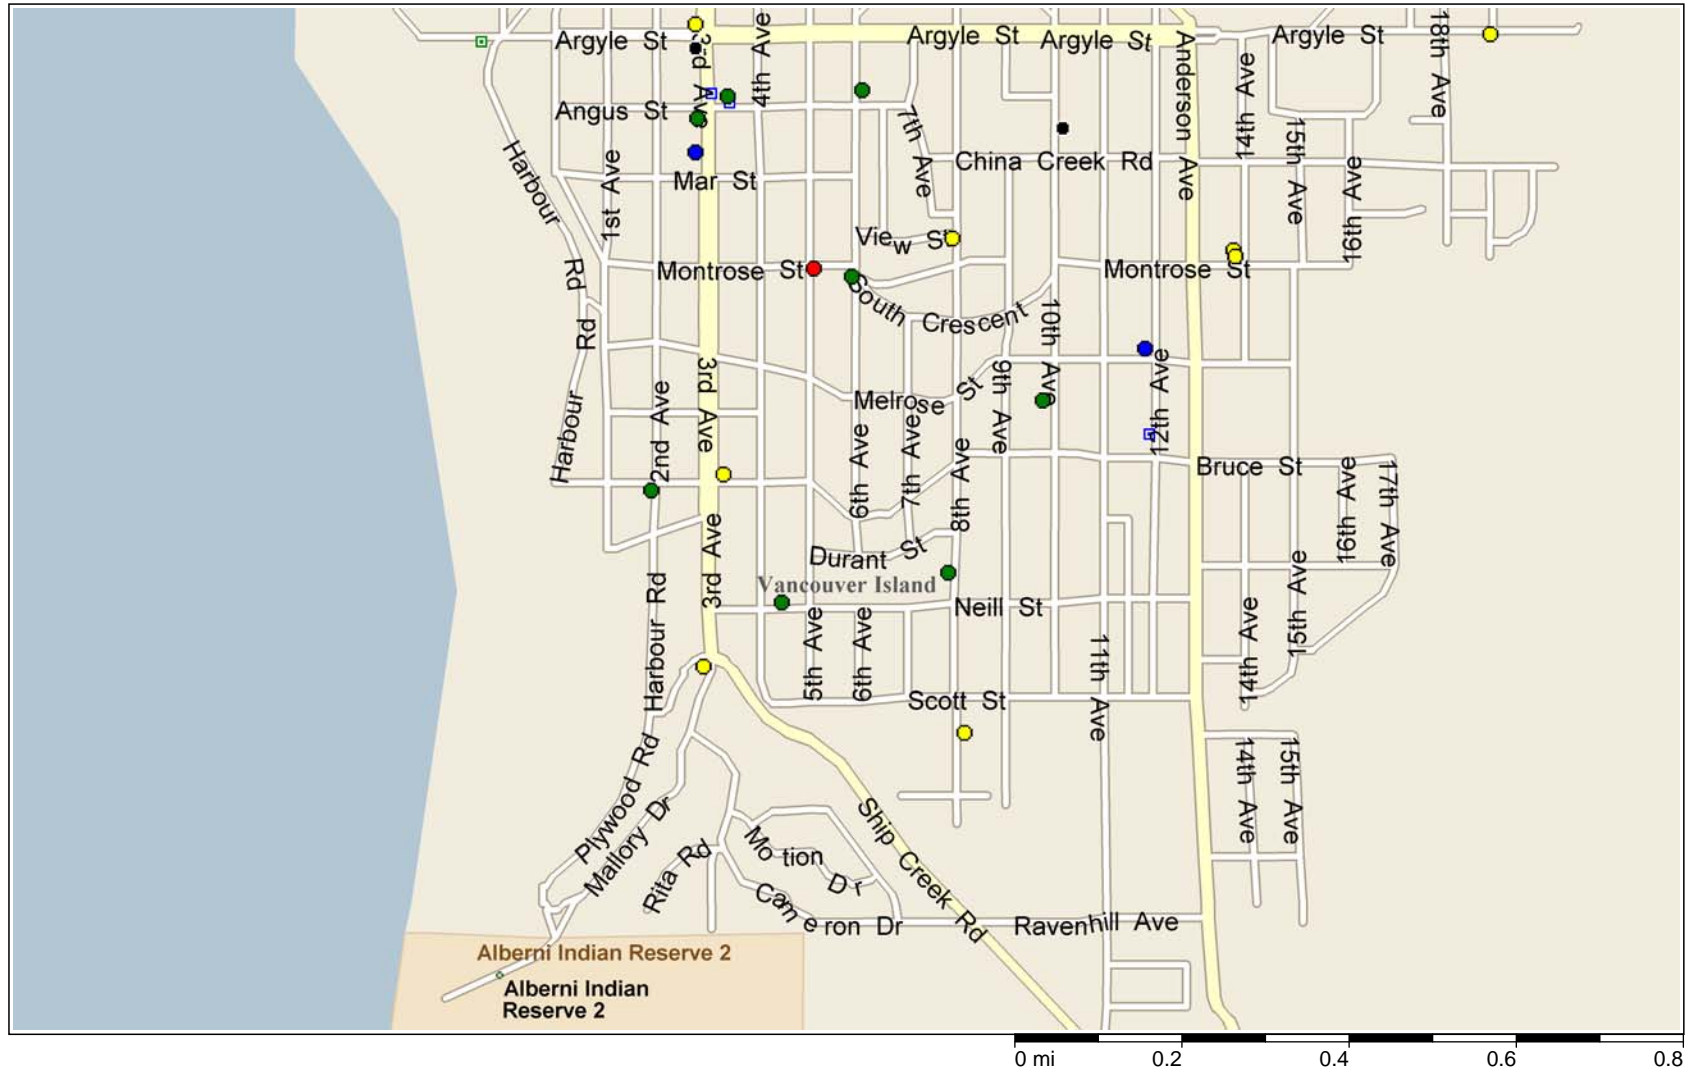 Argyle St
Argyle St
Argyle St
Argyle St
3rd Ave
4th Ave
18th Ave
Anderson Ave
14th Ave
Angus St
7th Ave
15th Ave
Harbour Rd
1st Ave
China Creek Rd
16th Ave
Mar St
View St
Montrose St
Montrose St
South Crescent
10th Ave
Harbour Rd
3rd Ave
2nd Ave
9th Ave
12th Ave
Melrose St
6th Ave
7th Ave
8th Ave
Bruce St
16th Ave
17th Ave
3rd Ave
Durant St
Vancouver Island
Harbour Rd
Neill St
15th Ave
14th Ave
5th Ave
6th Ave
11th Ave
Scott St
14th Ave
15th Ave
Plywood Rd
Mallory Dr
Rita Rd
Motion Dr
Cameron Dr
Ship Creek Rd
Ravenhill Ave
Alberni Indian Reserve 2
Alberni Indian
Reserve 2
0 mi 0.2 0.4 0.6 0.8